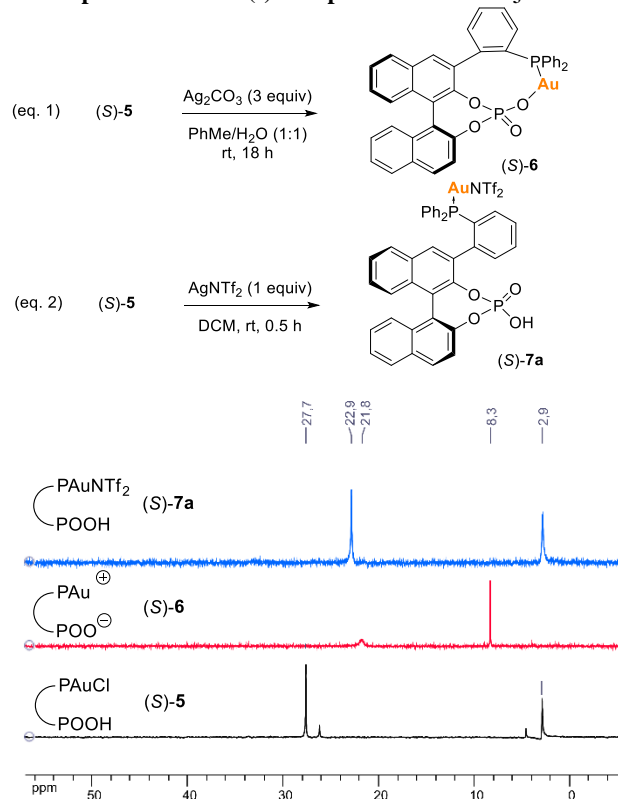 (eq. 1) (S)-5 Ag2CO3 (3 equiv)
PhMe/H2O (1:1)
rt, 18 h
PPh2
Au
O
O
P
O
O
(S)-6
AuNTf2
Ph2P
(eq. 2) (S)-5 AgNTf2 (1 equiv)
DCM, rt, 0.5 h
O
O
P
O
OH
(S)-7a
27,7
22,9
21,8
8,3
2,9
PAuNTf2
POOH
(S)-7a
PAu ⊕
POO ⊖
(S)-6
PAuCl
POOH
(S)-5
ppm 50 40 30 20 10 0